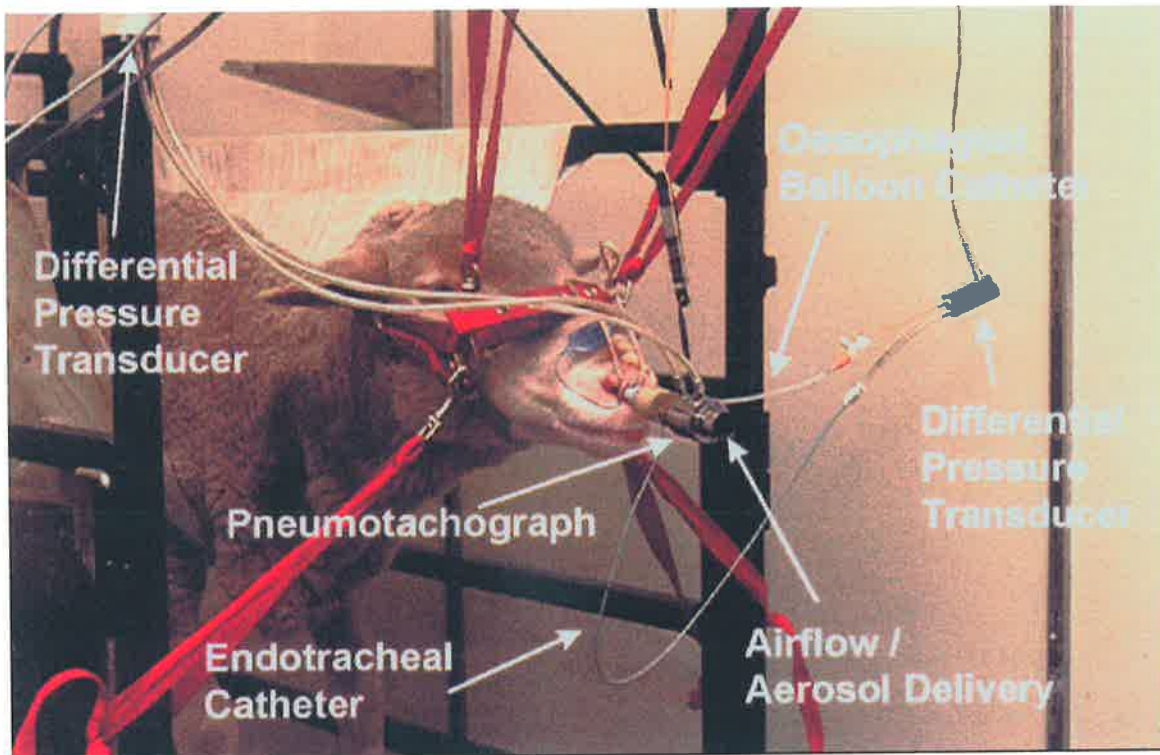 Oesophageal
Balloon Catheter
Differential
Pressure
Transducer
Differential
Pressure
Transducer
Pneumotachograph
Endotracheal
Catheter
Airflow /
Aerosol Delivery